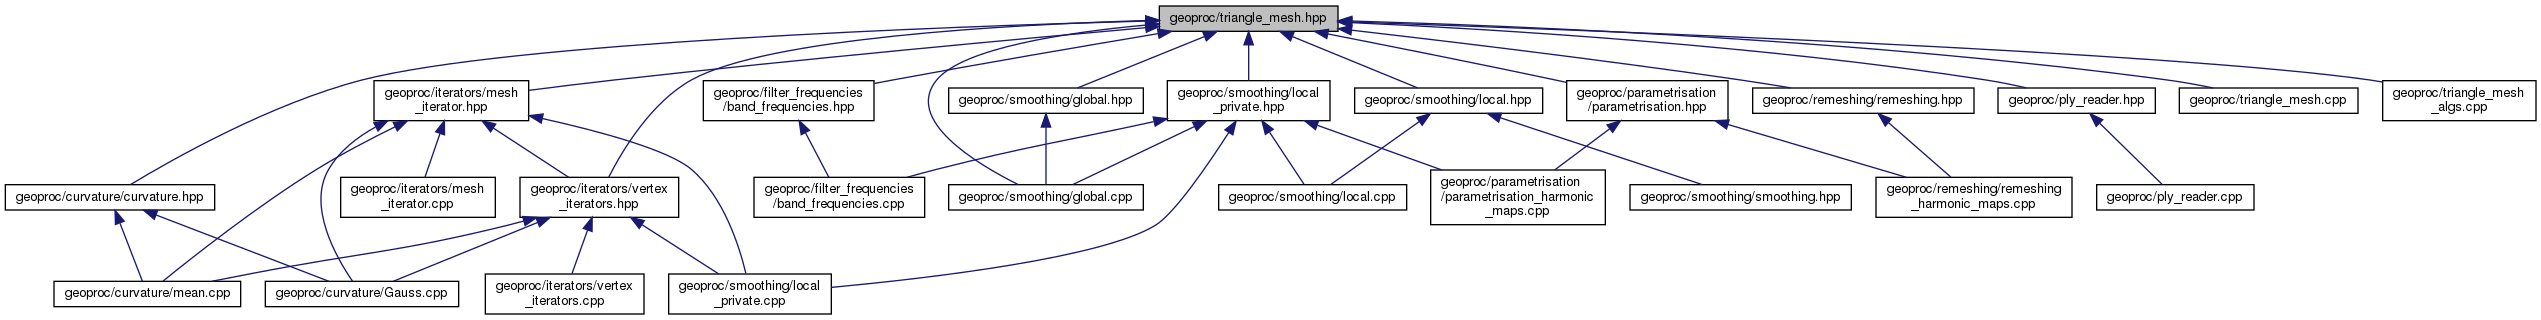 geoproc/triangle_mesh.hpp
geoproc/iterators/mesh
_iterator.hpp
geoproc/filter_frequencies
/band_frequencies.hpp
geoproc/smoothing/global.hpp
geoproc/smoothing/local
_private.hpp
geoproc/smoothing/local.hpp
geoproc/parametrisation
/parametrisation.hpp
geoproc/remeshing/remeshing.hpp
geoproc/ply_reader.hpp
geoproc/triangle_mesh.cpp
geoproc/triangle_mesh
_algs.cpp
geoproc/curvature/curvature.hpp
geoproc/iterators/mesh
_iterator.cpp
geoproc/iterators/vertex
_iterators.hpp
geoproc/filter_frequencies
/band_frequencies.cpp
geoproc/smoothing/global.cpp
geoproc/smoothing/local.cpp
geoproc/parametrisation
/parametrisation_harmonic
_maps.cpp
geoproc/smoothing/smoothing.hpp
geoproc/remeshing/remeshing
_harmonic_maps.cpp
geoproc/ply_reader.cpp
geoproc/curvature/mean.cpp
geoproc/curvature/Gauss.cpp
geoproc/iterators/vertex
_iterators.cpp
geoproc/smoothing/local
_private.cpp